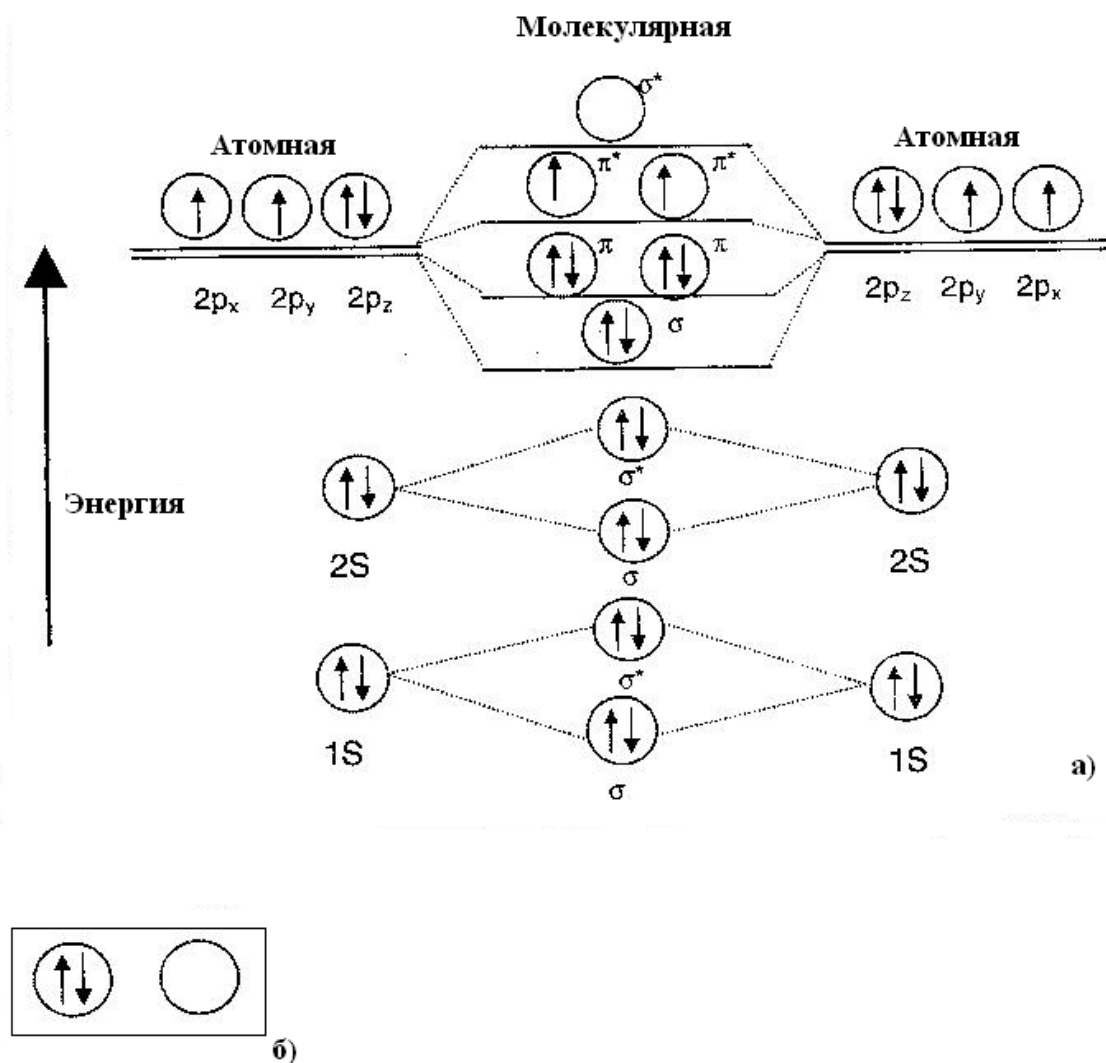 Молекулярная
σ*
Атомная
Атомная
π* π*
π π
2pₓ 2pᵧ 2p_z
σ
2p_z 2pᵧ 2pₓ
Энергия
σ*
2S
2S
σ
σ*
1S
1S
σ
а)
б)